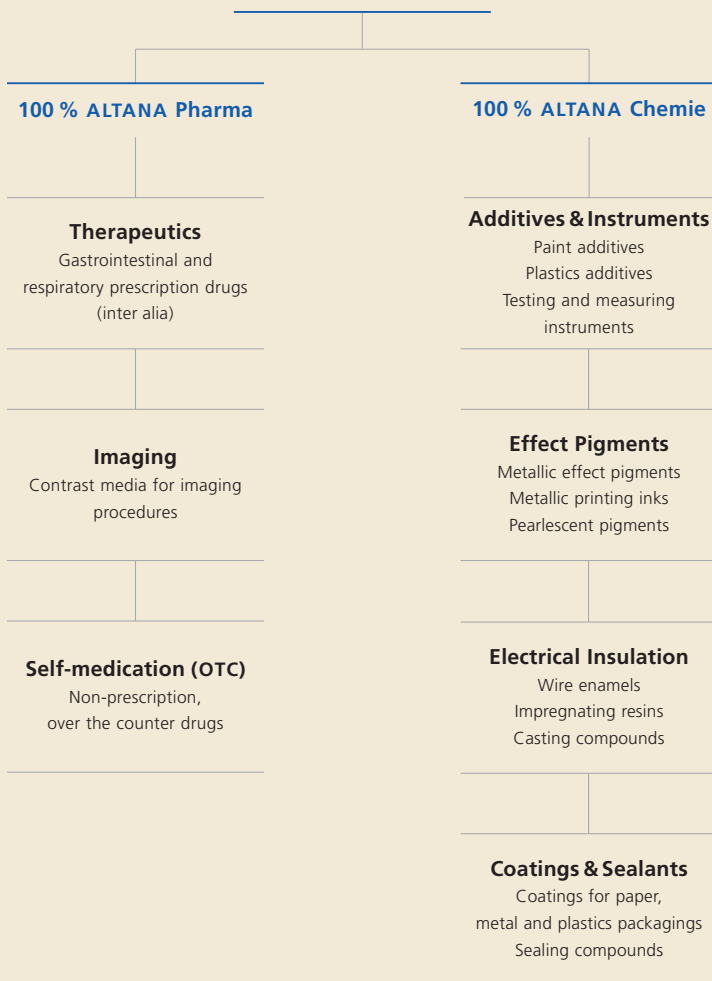 100 % ALTANA Pharma
Therapeutics
Gastrointestinal and
respiratory prescription drugs
(inter alia)
Imaging
Contrast media for imaging
procedures
Self-medication (OTC)
Non-prescription,
over the counter drugs
100 % ALTANA Chemie
Additives & Instruments
Paint additives
Plastics additives
Testing and measuring
instruments
Effect Pigments
Metallic effect pigments
Metallic printing inks
Pearlescent pigments
Electrical Insulation
Wire enamels
Impregnating resins
Casting compounds
Coatings & Sealants
Coatings for paper,
metal and plastics packagings
Sealing compounds